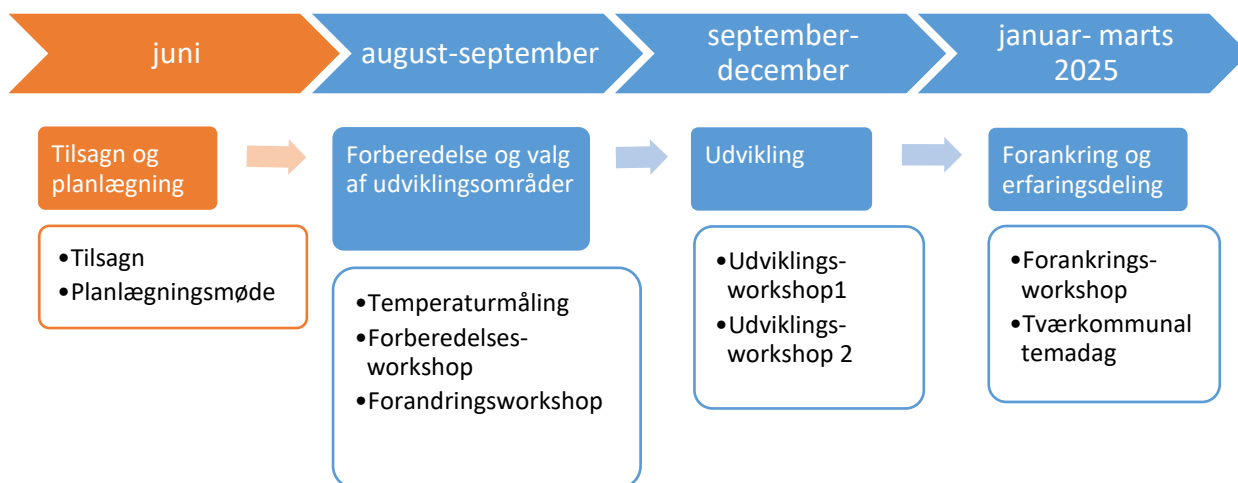 juni
august-september
september-
december
januar- marts
2025
Tilsagn og
planlægning
Forberedelse og valg
af udviklingsområder
Udvikling
Forankring og
erfaringsdeling
•Tilsagn
•Planlægningsmøde
•Temperaturmåling
•Forberedelses-
workshop
•Forandringsworkshop
•Udviklings-
workshop1
•Udviklings-
workshop 2
•Forankrings-
workshop
•Tværkommunal
temadag